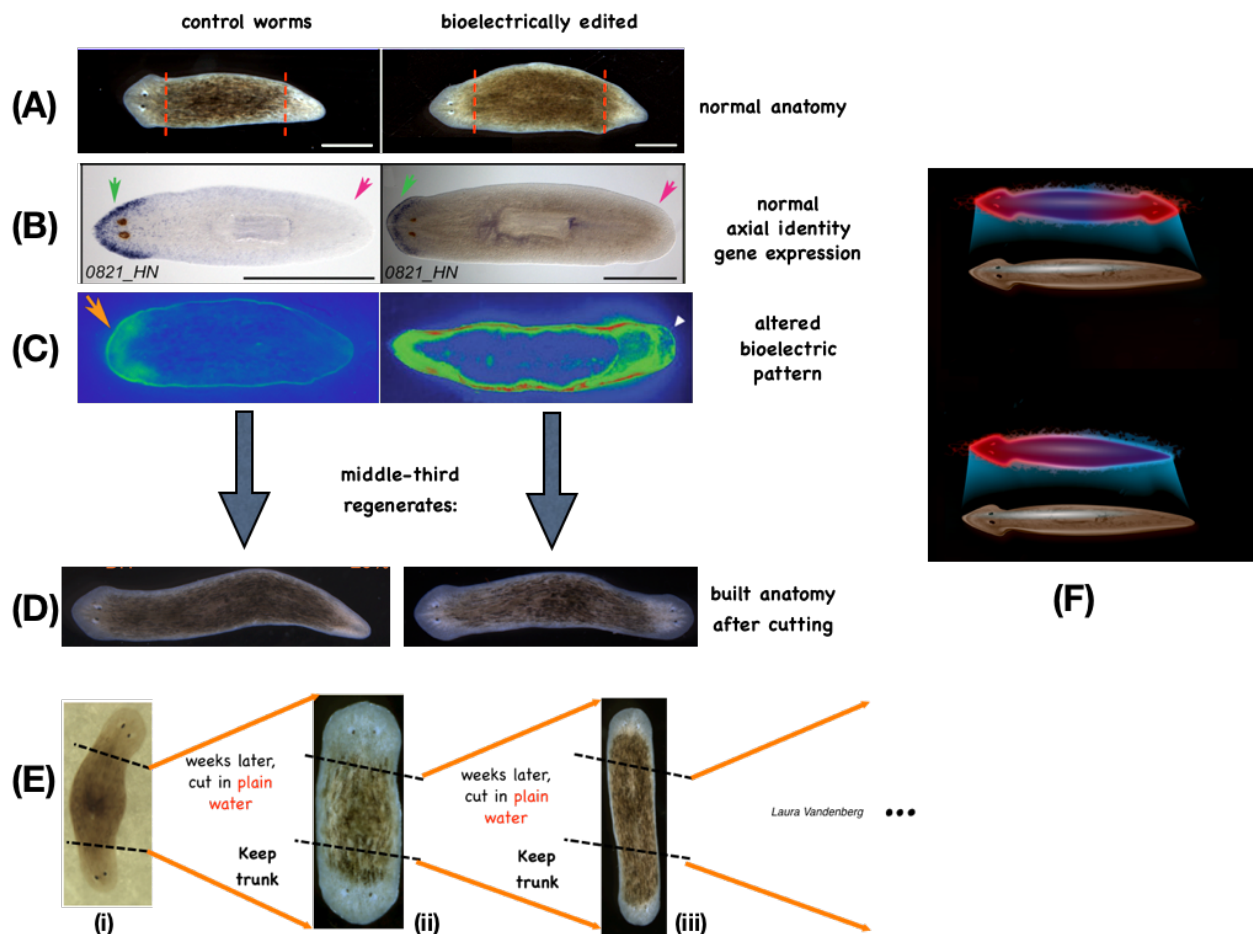 control worms
bioelectrically edited
(A)
normal anatomy
(B)
0821_HN
0821_HN
normal
axial identity
gene expression
(C)
altered
bioelectric
pattern
middle-third
regenerates:
(D)
built anatomy
after cutting
(E)
weeks later,
cut in plain
water
Keep
trunk
weeks later,
cut in plain
water
Keep
trunk
Laura Vandenberg •••
(i)
(ii)
(iii)
(F)